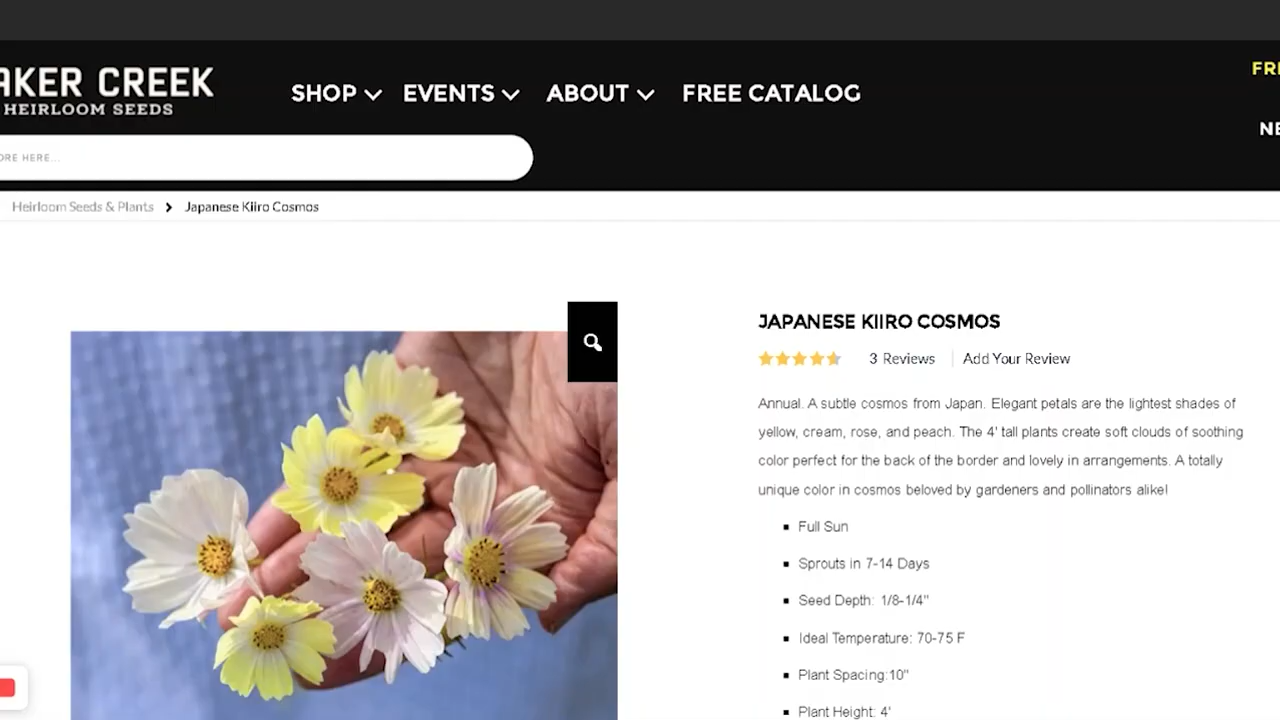 AKER CREEK
HEIRLOOM SEEDS
SHOP
EVENTS
ABOUT
FREE CATALOG
FR
NE
ORE HERE...
Heirloom Seeds & Plants
Japanese Kiiro Cosmos
JAPANESE KIIRO COSMOS
3 Reviews
Add Your Review
Annual. A subtle cosmos from Japan. Elegant petals are the lightest shades of
yellow, cream, rose, and peach. The 4' tall plants create soft clouds of soothing
color perfect for the back of the border and lovely in arrangements. A totally
unique color in cosmos beloved by gardeners and pollinators alike!
Full Sun
Sprouts in 7-14 Days
Seed Depth: 1/8-1/4"
Ideal Temperature: 70-75 F
Plant Spacing:10"
Plant Height: 4'